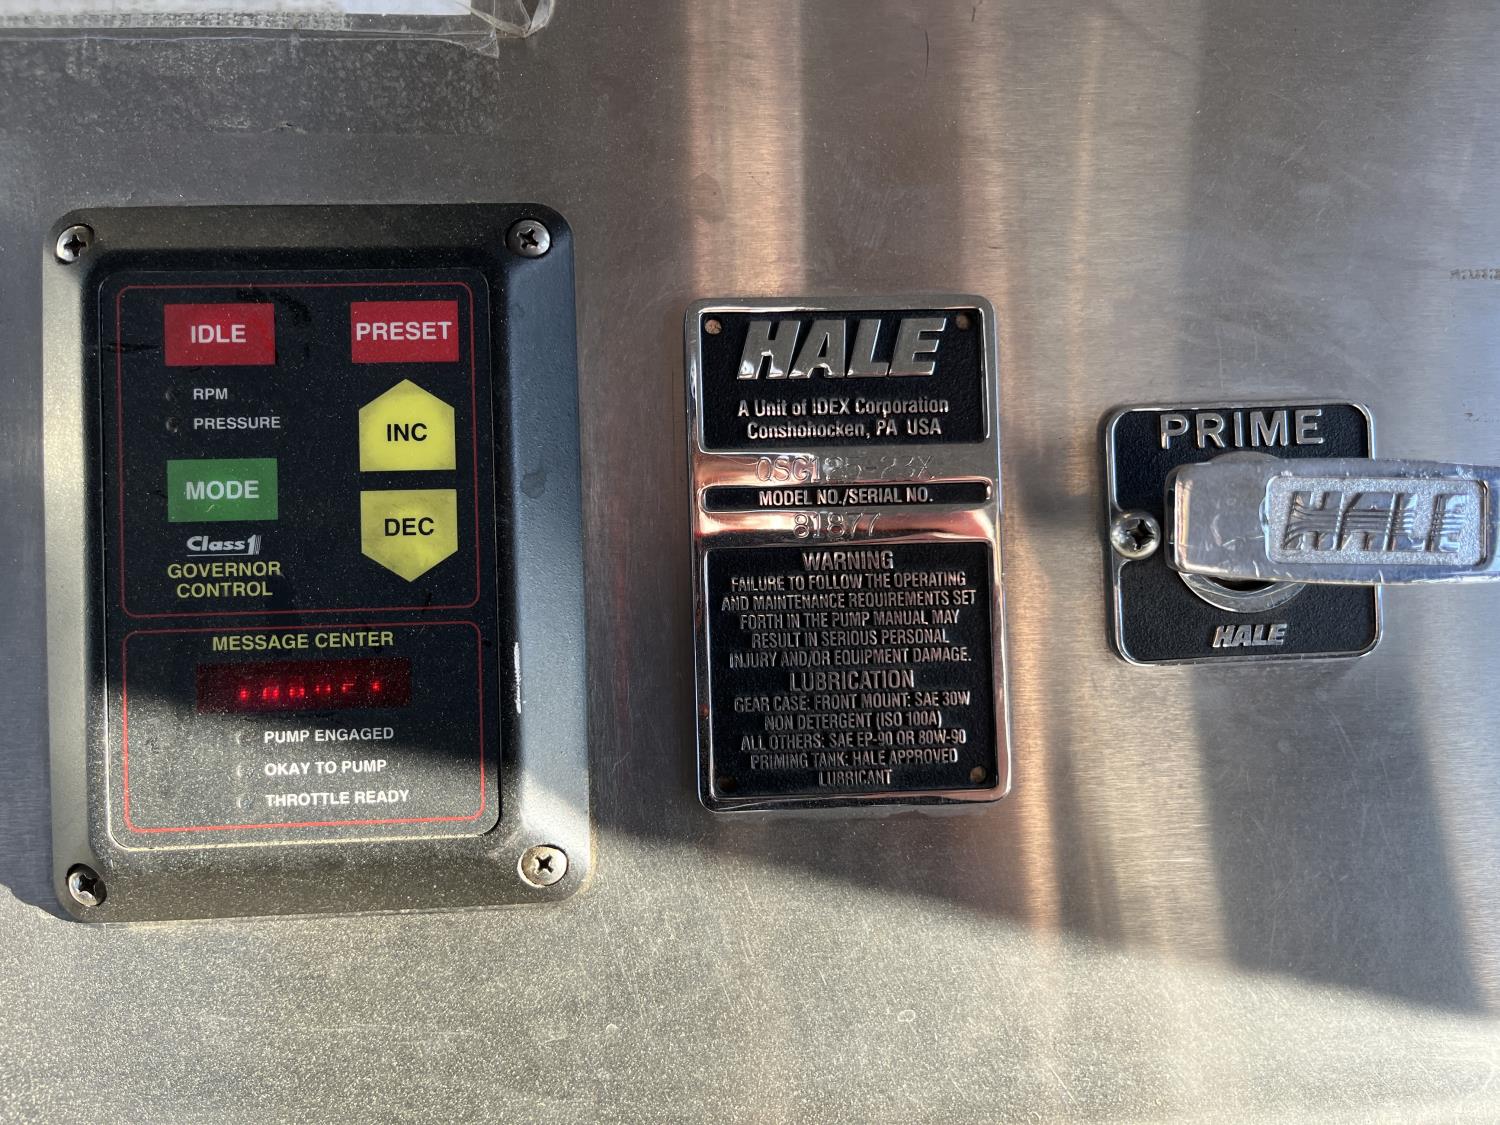 IDLE
PRESET
RPM
PRESSURE
INC
MODE
DEC
Class1
GOVERNOR
CONTROL
MESSAGE CENTER
PUMP ENGAGED
OKAY TO PUMP
THROTTLE READY
HALE
A Unit of IDEX Corporation
Conshohocken, PA USA
MODEL NO./SERIAL NO.
81877
WARNING
FAILURE TO FOLLOW THE OPERATING
AND MAINTENANCE REQUIREMENTS SET
FORTH IN THE PUMP MANUAL MAY
RESULT IN SERIOUS PERSONAL
INJURY AND/OR EQUIPMENT DAMAGE.
LUBRICATION
GEAR CASE: FRONT MOUNT: SAE 30W
NON DETERGENT (ISO 100A)
ALL OTHERS: SAE EP-90 OR 80W-90
PRIMING TANK: HALE APPROVED
LUBRICANT
PRIME
HALE
HALE